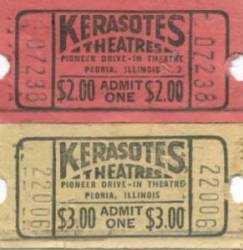 07238
KERASOTES
THEATRES
PIONEER DRIVE-IN THEATRE
PEORIA, ILLINOIS
$2.00 ADMIT ONE $2.00
07238
22006
KERASOTES
THEATRES
PIONEER DRIVE-IN THEATRE
PEORIA, ILLINOIS
$3.00 ADMIT ONE $3.00
22006